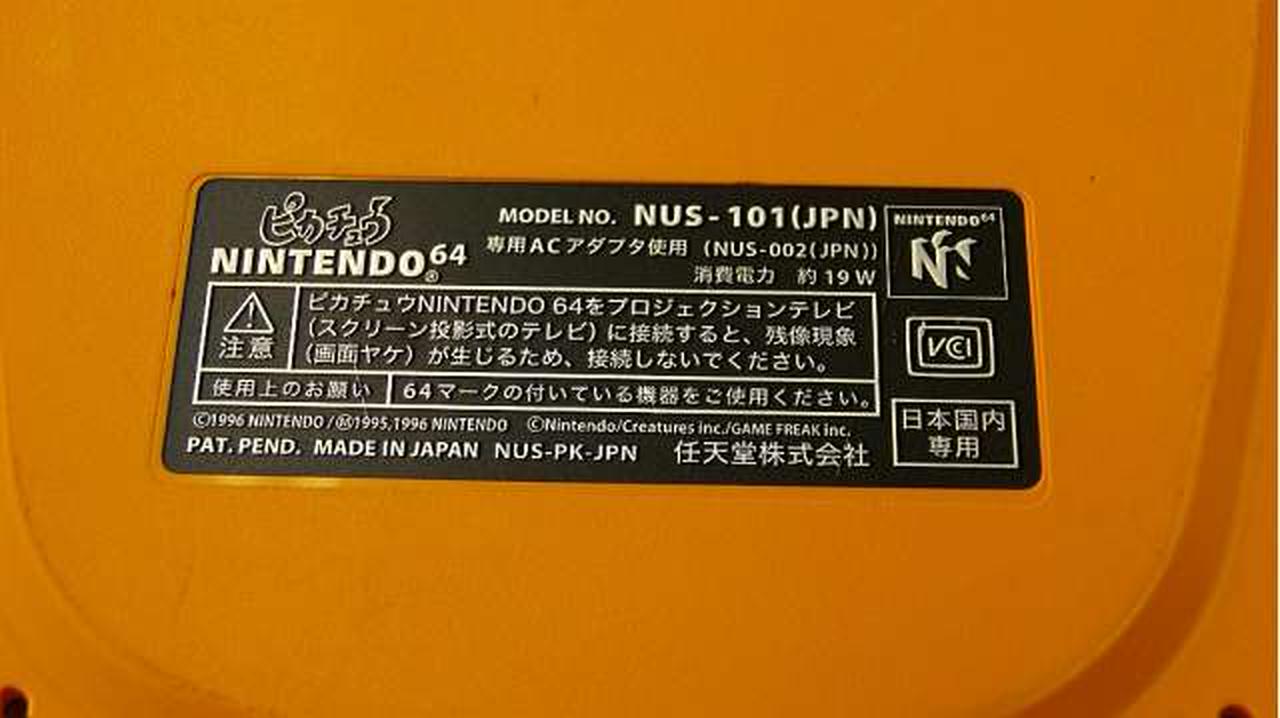 ピカチュウ
NINTENDO64®
MODEL NO. NUS-101(JPN)
専用ACアダプタ使用 (NUS-002(JPN))
消費電力 約19W
NINTENDO64
注意
ピカチュウNINTENDO 64をプロジェクションテレビ
(スクリーン投影式のテレビ)に接続すると、残像現象
(画面ヤケ)が生じるため、接続しないでください。
VCCI
使用上のお願い
64マークの付いている機器をご使用ください。
©1996 NINTENDO/Ⓜ1995,1996 NINTENDO ©Nintendo/Creatures inc./GAME FREAK inc.
PAT. PEND. MADE IN JAPAN NUS-PK-JPN 任天堂株式会社
日本国内
専用